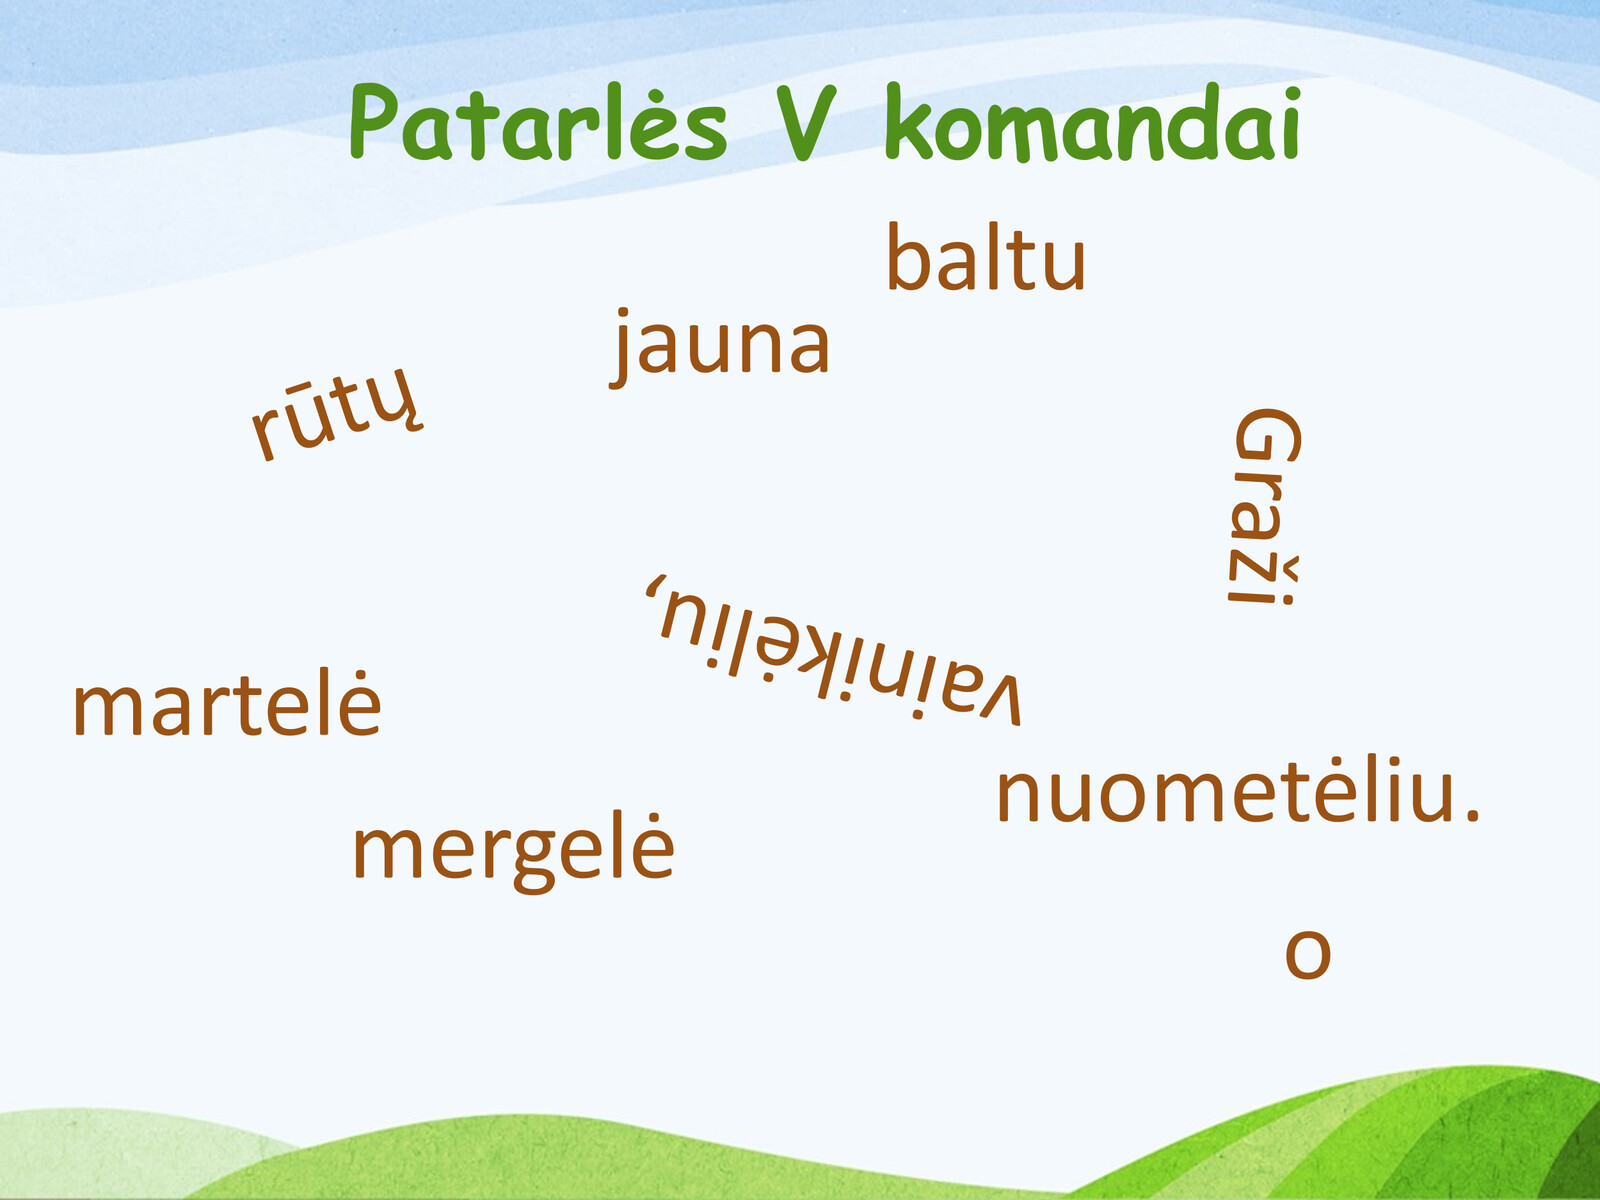 Patarlės V komandai
baltu
jauna
rūtų
Graži
vainikėliu,
martelė
nuometėliu.
mergelė
o